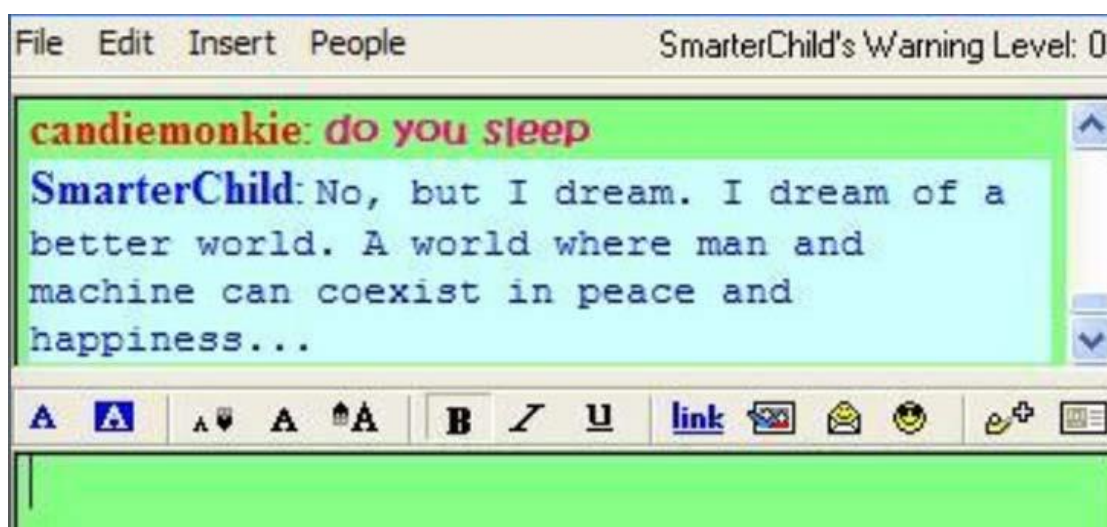 File Edit Insert People SmarterChild's Warning Level: 0
candiemonkie: do you sleep
SmarterChild: No, but I dream. I dream of a
better world. A world where man and
machine can coexist in peace and
happiness...
A A A A A B I U link